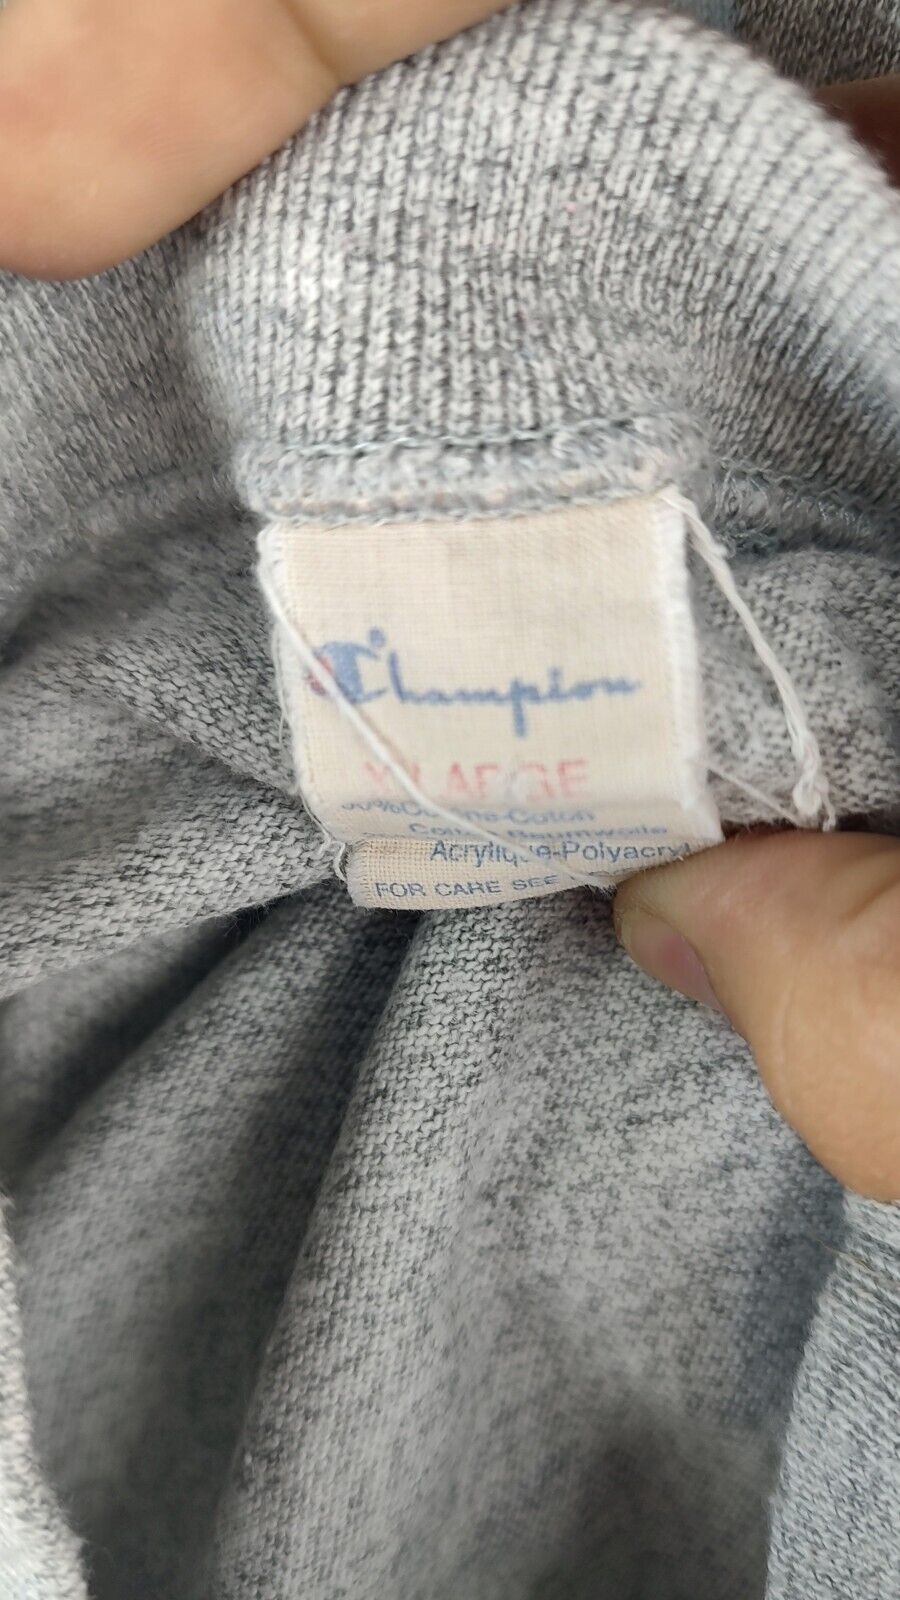 Champion
X-LARGE
Cotton
Baumwolle
Acrylique-Polyacryl
FOR CARE SEE